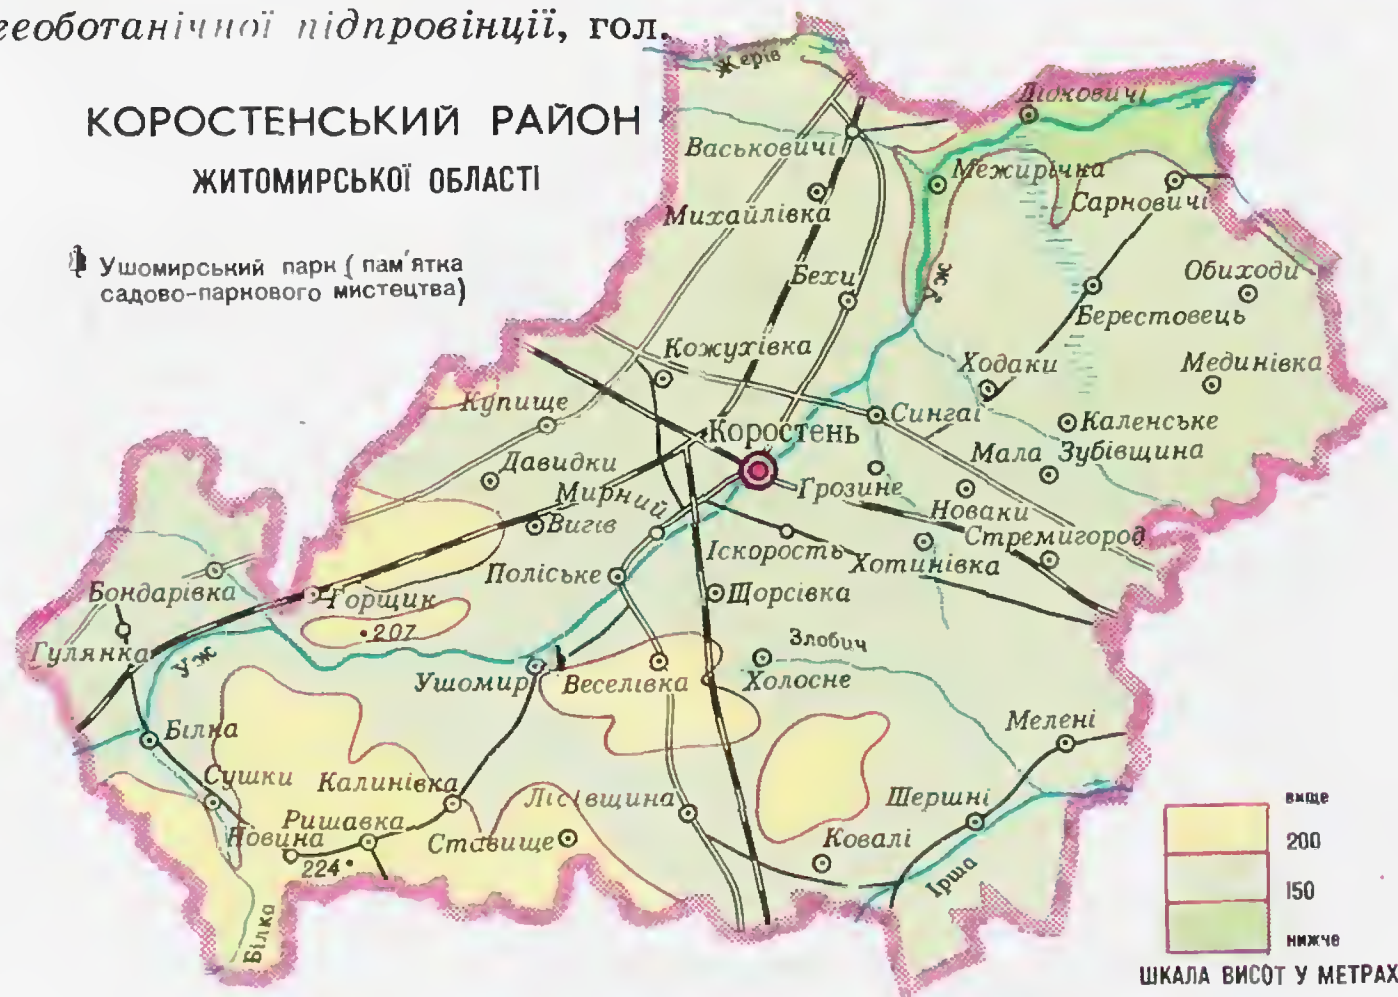 геоботанічної підпровінції, гол.
КОРОСТЕНСЬКИЙ РАЙОН
ЖИТОМИРСЬКОЇ ОБЛАСТІ
Ушомирський парк ( пам'ятка
садово-паркового мистецтва)
Жерів
Дідковичі
Васьковичі
Межирічка
Сарновичі
Михайлівка
Бехи
Уж
Обиходи
Берестовець
Кожухівка
Ходаки
Мединівка
Купище
Сингаї
Каленське
Коростень
Мала Зубівщина
Давидки
Мирний
Грозине
Новаки
Вигів
Іскорость
Хотинівка
Стремигород
Поліське
Щорсівка
Бондарівка
Горщик
207
Злобич
Гулянка
Уж
Ушомир
Веселівка
Холосне
Мелені
Білка
Сушки
Калинівка
Лісівщина
Шершні
Новина
Ришавка
Ставище
Ковалі
224
Ірша
Білка
вище
200
150
нижче
ШКАЛА ВИСОТ У МЕТРАХ